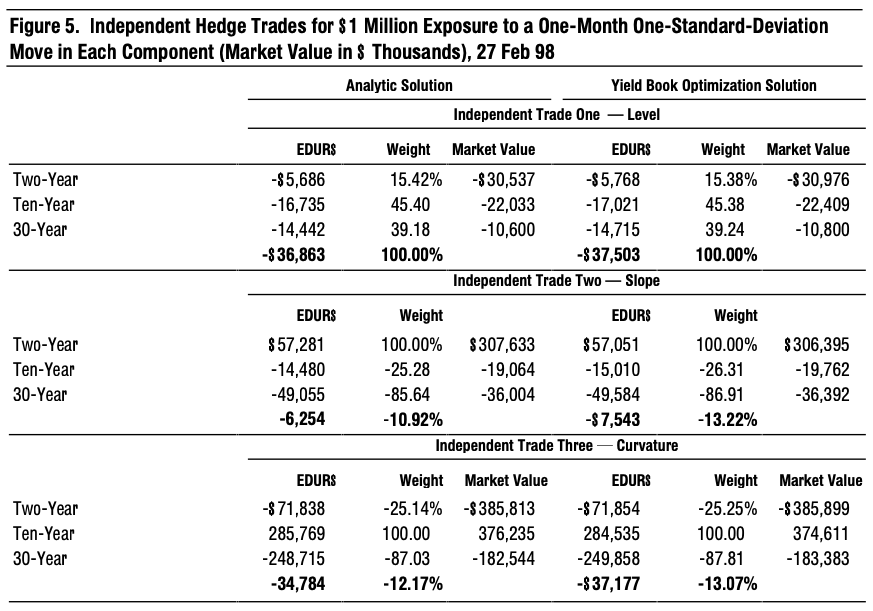 Figure 5. Independent Hedge Trades for $1 Million Exposure to a One-Month One-Standard-Deviation
Move in Each Component (Market Value in $ Thousands), 27 Feb 98
Analytic Solution Yield Book Optimization Solution
Independent Trade One — Level
EDUR$ Weight Market Value EDUR$ Weight Market Value
Two-Year -$5,686 15.42% -$30,537 -$5,768 15.38% -$30,976
Ten-Year -16,735 45.40 -22,033 -17,021 45.38 -22,409
30-Year -14,442 39.18 -10,600 -14,715 39.24 -10,800
-$36,863 100.00% -$37,503 100.00%
Independent Trade Two — Slope
EDUR$ Weight EDUR$ Weight
Two-Year $57,281 100.00% $307,633 $57,051 100.00% $306,395
Ten-Year -14,480 -25.28 -19,064 -15,010 -26.31 -19,762
30-Year -49,055 -85.64 -36,004 -49,584 -86.91 -36,392
-6,254 -10.92% -$7,543 -13.22%
Independent Trade Three — Curvature
EDUR$ Weight Market Value EDUR$ Weight Market Value
Two-Year -$71,838 -25.14% -$385,813 -$71,854 -25.25% -$385,899
Ten-Year 285,769 100.00 376,235 284,535 100.00 374,611
30-Year -248,715 -87.03 -182,544 -249,858 -87.81 -183,383
-34,784 -12.17% -$37,177 -13.07%